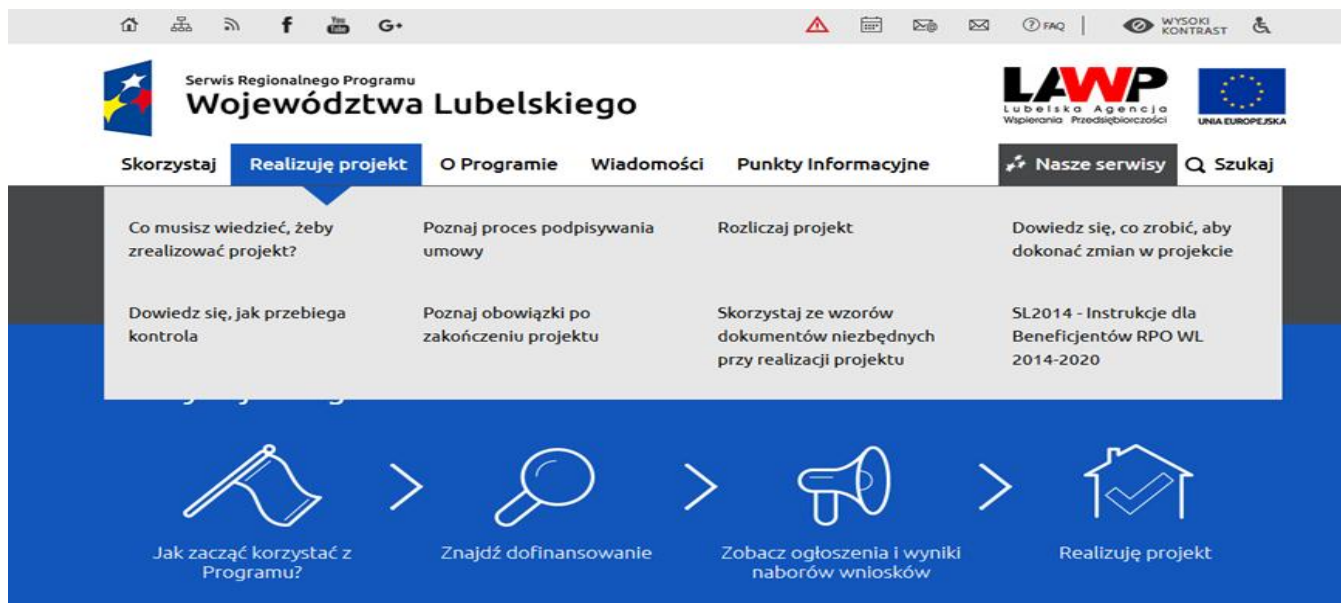 You
Tube
G+
FAQ
WYSOKI
KONTRAST
Serwis Regionalnego Programu
Województwa Lubelskiego
LAWP
Lubelska Agencja
Wspierania Przedsiębiorczości
UNIA EUROPEJSKA
Skorzystaj
Realizuję projekt
O Programie
Wiadomości
Punkty Informacyjne
Nasze serwisy
Szukaj
Co musisz wiedzieć, żeby
zrealizować projekt?
Poznaj proces podpisywania
umowy
Rozliczaj projekt
Dowiedz się, co zrobić, aby
dokonać zmian w projekcie
Dowiedz się, jak przebiega
kontrola
Poznaj obowiązki po
zakończeniu projektu
Skorzystaj ze wzorów
dokumentów niezbędnych
przy realizacji projektu
SL2014 - Instrukcje dla
Beneficjentów RPO WL
2014-2020
Jak zacząć korzystać z
Programu?
Znajdź dofinansowanie
Zobacz ogłoszenia i wyniki
naborów wniosków
Realizuję projekt